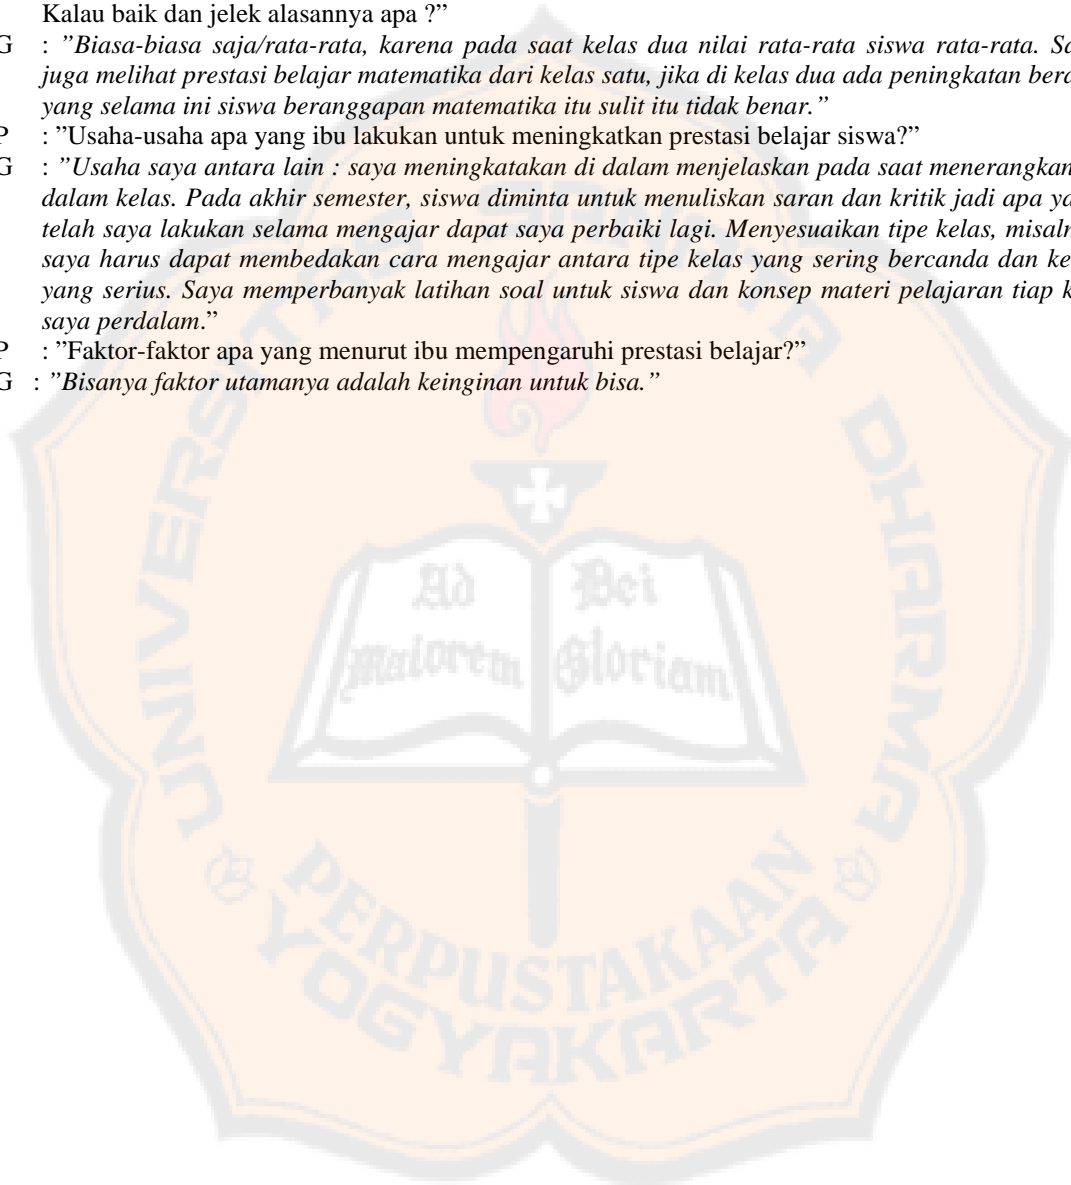 Kalau baik dan jelek alasannya apa ?”
G : ”Biasa-biasa saja/rata-rata, karena pada saat kelas dua nilai rata-rata siswa rata-rata. Sa
juga melihat prestasi belajar matematika dari kelas satu, jika di kelas dua ada peningkatan bera
yang selama ini siswa beranggapan matematika itu sulit itu tidak benar.”
P : ”Usaha-usaha apa yang ibu lakukan untuk meningkatkan prestasi belajar siswa?”
G : ”Usaha saya antara lain : saya meningkatakan di dalam menjelaskan pada saat menerangkan
dalam kelas. Pada akhir semester, siswa diminta untuk menuliskan saran dan kritik jadi apa ya
telah saya lakukan selama mengajar dapat saya perbaiki lagi. Menyesuaikan tipe kelas, misaln
saya harus dapat membedakan cara mengajar antara tipe kelas yang sering bercanda dan ke
yang serius. Saya memperbanyak latihan soal untuk siswa dan konsep materi pelajaran tiap k
saya perdalam.”
P : ”Faktor-faktor apa yang menurut ibu mempengaruhi prestasi belajar?”
G : ”Bisanya faktor utamanya adalah keinginan untuk bisa.”
UNIVERSITAS SANATA DHARMA
Ad Dei
Maiorem Gloriam
PERPUSTAKAAN
YOGYAKARTA